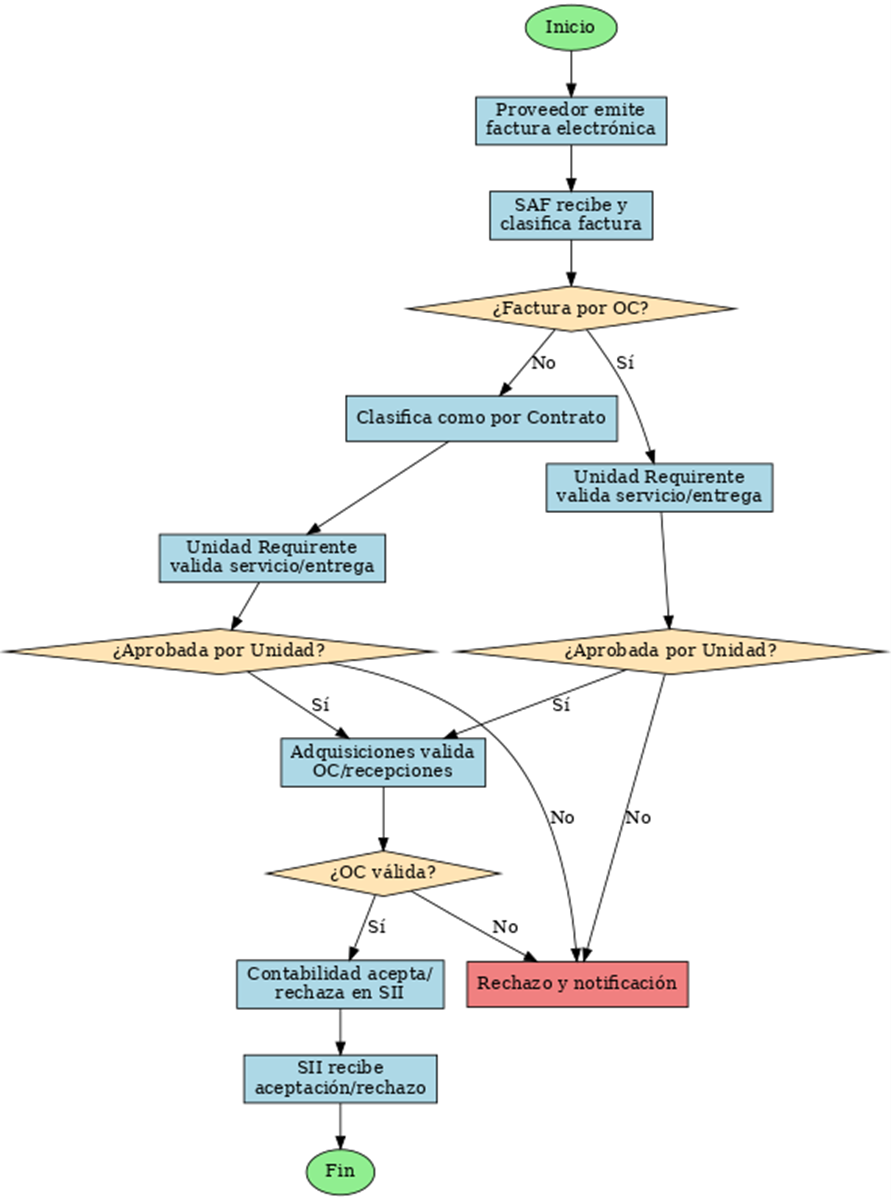 Inicio
Proveedor emite
factura electrónica
SAF recibe y
clasifica factura
¿Factura por OC?
No
Sí
Clasifica como por Contrato
Unidad Requirente
valida servicio/entrega
Unidad Requirente
valida servicio/entrega
¿Aprobada por Unidad?
¿Aprobada por Unidad?
Sí
Sí
Adquisiciones valida
OC/recepciones
No
No
¿OC válida?
Sí
No
Contabilidad acepta/
rechaza en SII
Rechazo y notificación
SII recibe
aceptación/rechazo
Fin